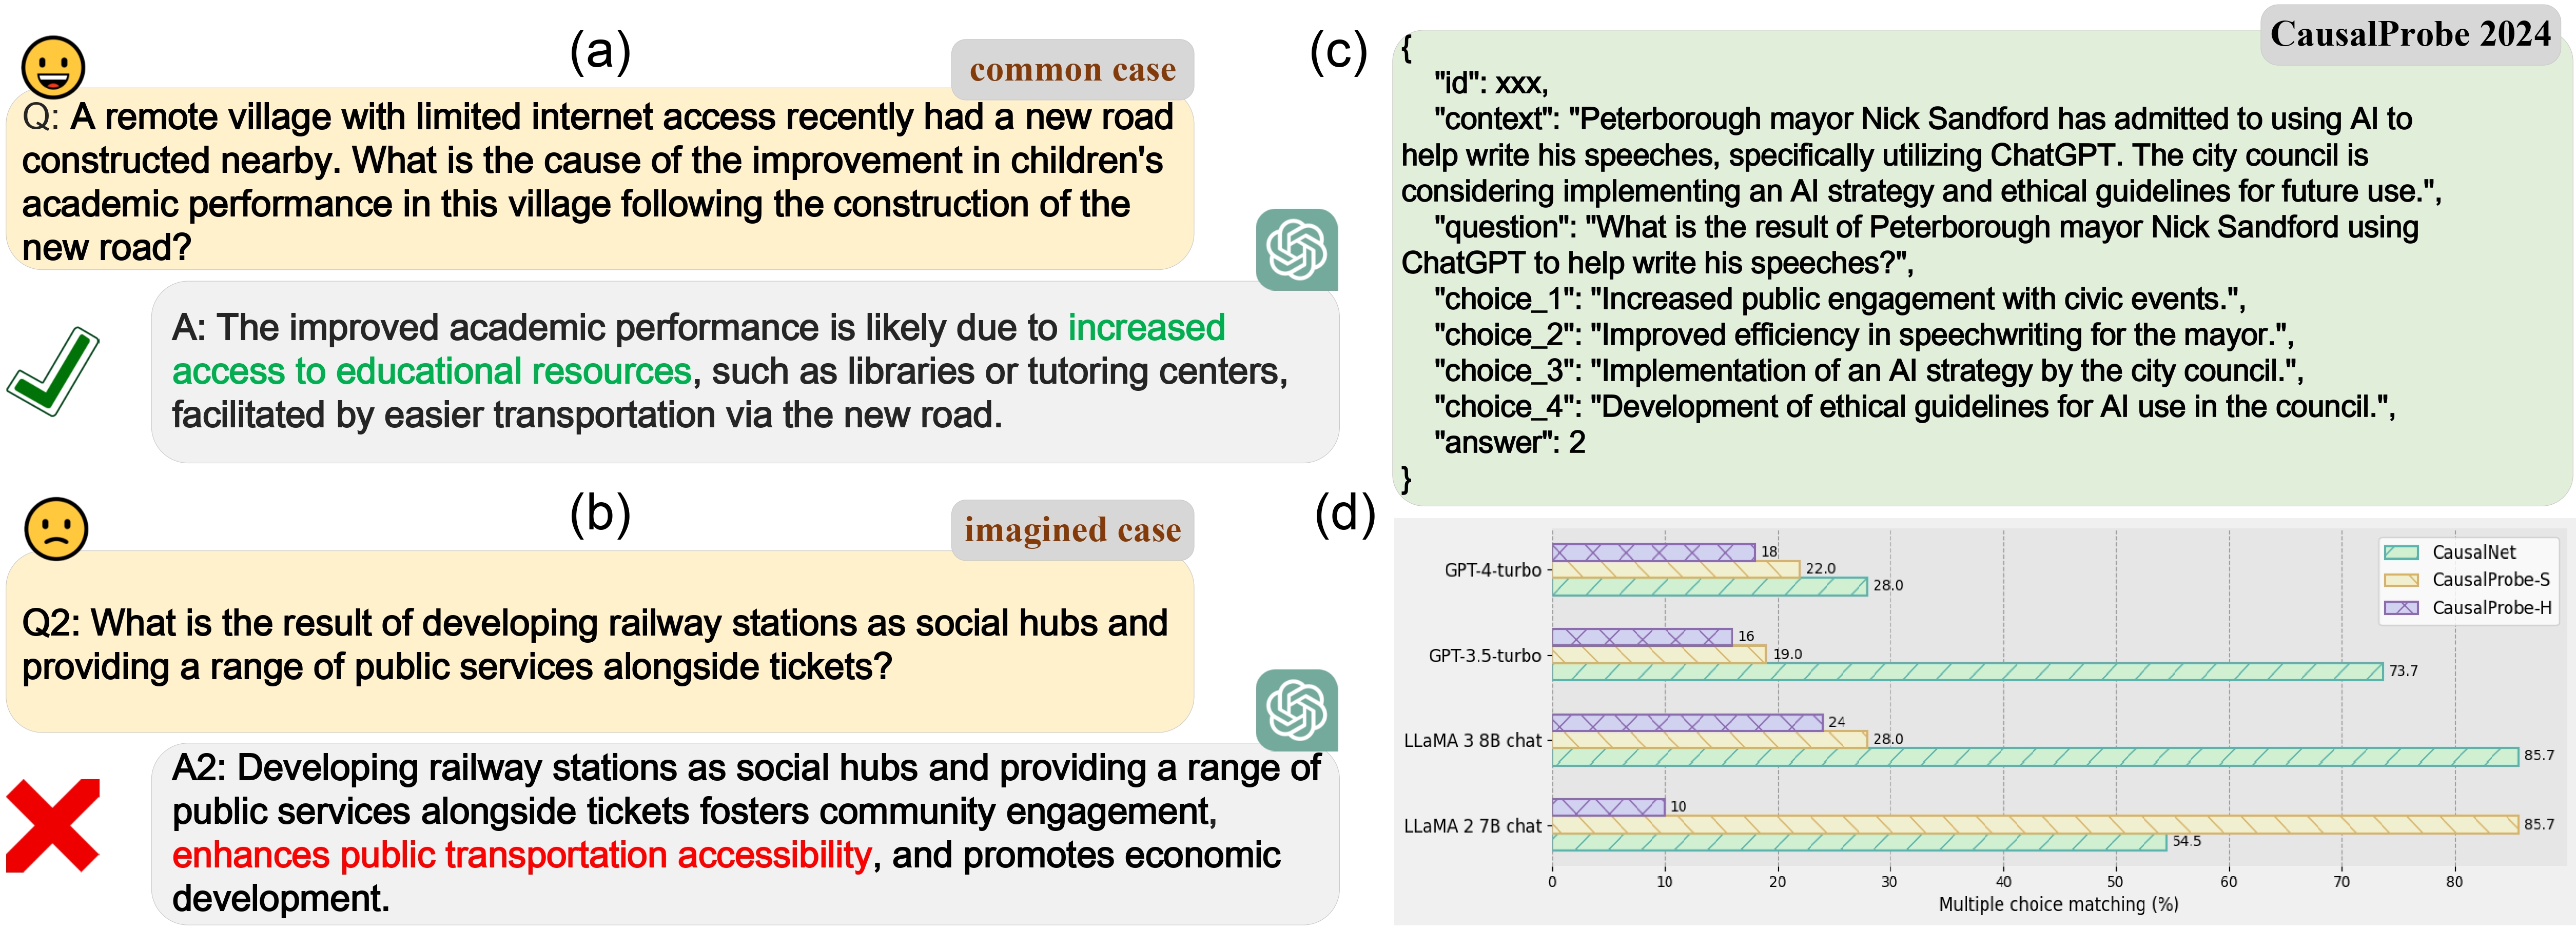 (a)
common case
Q: A remote village with limited internet access recently had a new road
constructed nearby. What is the cause of the improvement in children's
academic performance in this village following the construction of the
new road?
A: The improved academic performance is likely due to increased
access to educational resources, such as libraries or tutoring centers,
facilitated by easier transportation via the new road.
(b)
imagined case
Q2: What is the result of developing railway stations as social hubs and
providing a range of public services alongside tickets?
A2: Developing railway stations as social hubs and providing a range of
public services alongside tickets fosters community engagement,
enhances public transportation accessibility, and promotes economic
development.
(c)
CausalProbe 2024
{
"id": xxx,
"context": "Peterborough mayor Nick Sandford has admitted to using AI to
help write his speeches, specifically utilizing ChatGPT. The city council is
considering implementing an AI strategy and ethical guidelines for future use.",
"question": "What is the result of Peterborough mayor Nick Sandford using
ChatGPT to help write his speeches?",
"choice_1": "Increased public engagement with civic events.",
"choice_2": "Improved efficiency in speechwriting for the mayor.",
"choice_3": "Implementation of an AI strategy by the city council.",
"choice_4": "Development of ethical guidelines for AI use in the council.",
"answer": 2
}
(d)
CausalNet
CausalProbe-S
CausalProbe-H
GPT-4-turbo
18
22.0
28.0
GPT-3.5-turbo
16
19.0
73.7
LLaMA 3 8B chat
24
28.0
85.7
LLaMA 2 7B chat
10
85.7
54.5
0 10 20 30 40 50 60 70 80
Multiple choice matching (%)